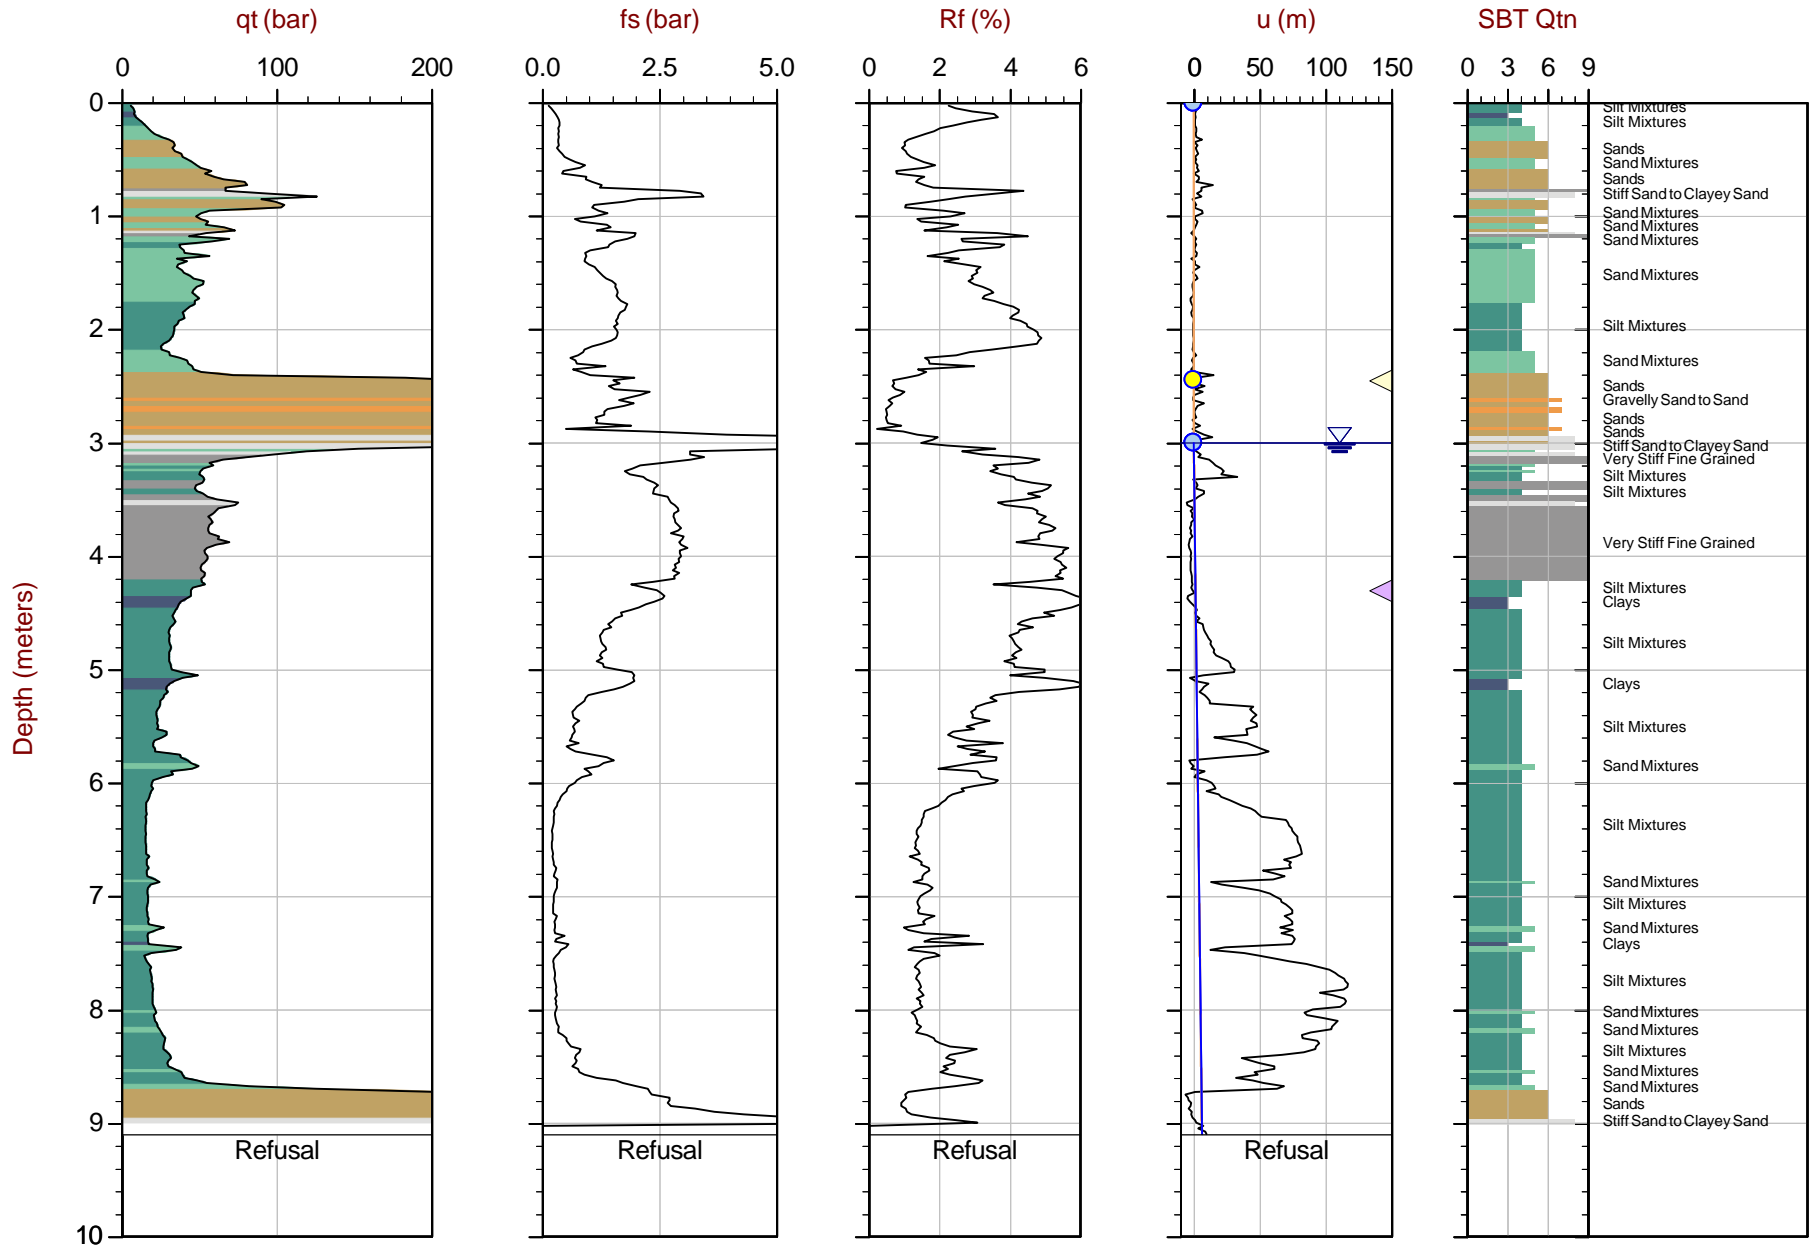 qt (bar) fs (bar) Rf (%) u (m) SBT Qtn
0 100 200 0.0 2.5 5.0 0 2 4 6 0 50 100 150 0 3 6 9
0
1
2
3
4
5
6
7
8
9
10
Depth (meters)
Silt Mixtures
Silt Mixtures
Sands
Sand Mixtures
Sands
Stiff Sand to Clayey Sand
Sand Mixtures
Sand Mixtures
Sand Mixtures
Sand Mixtures
Silt Mixtures
Sand Mixtures
Sands
Gravelly Sand to Sand
Sands
Sands
Stiff Sand to Clayey Sand
Very Stiff Fine Grained
Silt Mixtures
Silt Mixtures
Very Stiff Fine Grained
Silt Mixtures
Clays
Silt Mixtures
Clays
Silt Mixtures
Sand Mixtures
Silt Mixtures
Sand Mixtures
Silt Mixtures
Sand Mixtures
Clays
Silt Mixtures
Sand Mixtures
Sand Mixtures
Silt Mixtures
Sand Mixtures
Sand Mixtures
Sands
Stiff Sand to Clayey Sand
Refusal Refusal Refusal Refusal